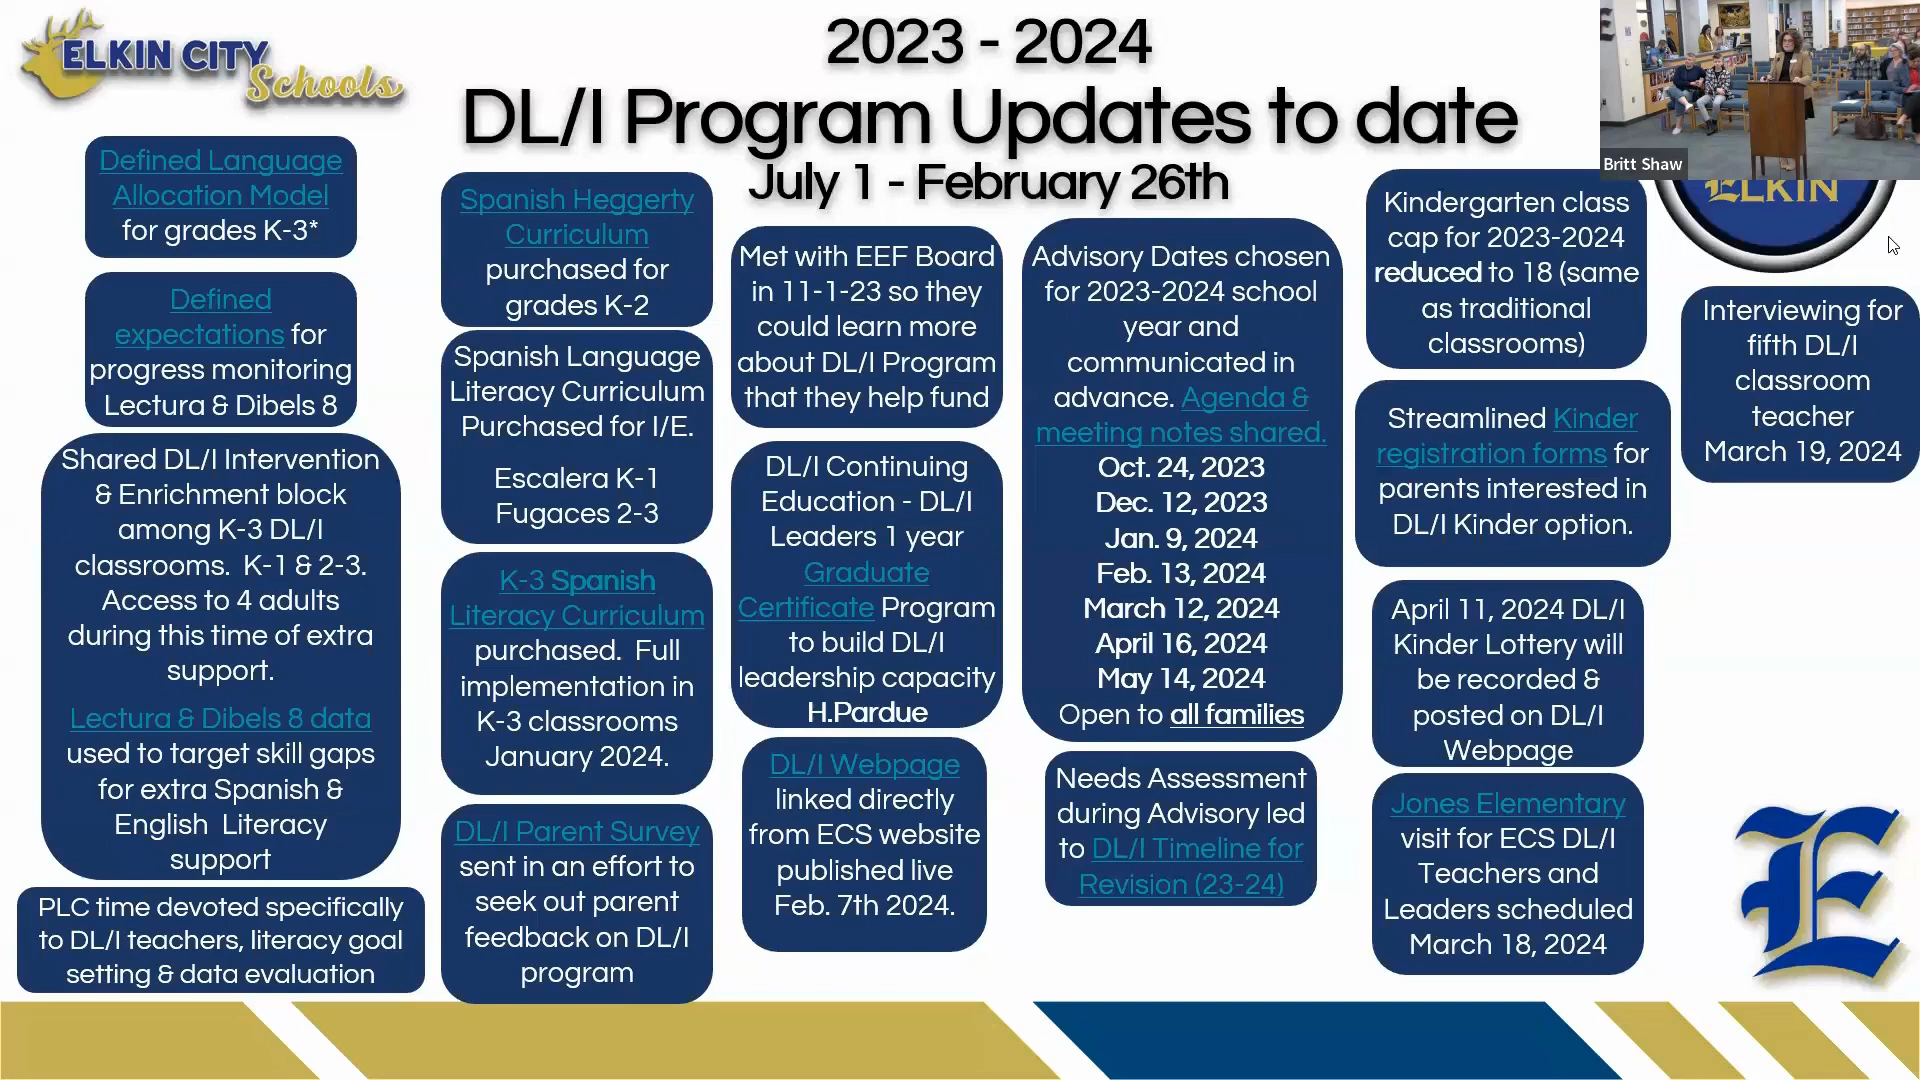 ELKIN CITY
Schools
2023 - 2024
DL/I Program Updates to date
July 1 - February 26th
Britt Shaw
ELKIN
Defined Language
Allocation Model
for grades K-3*
Defined
expectations for
progress monitoring
Lectura & Dibels 8
Shared DL/I Intervention
& Enrichment block
among K-3 DL/I
classrooms. K-1 & 2-3.
Access to 4 adults
during this time of extra
support.
Lectura & Dibels 8 data
used to target skill gaps
for extra Spanish &
English Literacy
support
PLC time devoted specifically
to DL/I teachers, literacy goal
setting & data evaluation
Spanish Heggerty
Curriculum
purchased for
grades K-2
Spanish Language
Literacy Curriculum
Purchased for I/E.
Escalera K-1
Fugaces 2-3
K-3 Spanish
Literacy Curriculum
purchased. Full
implementation in
K-3 classrooms
January 2024.
DL/I Parent Survey
sent in an effort to
seek out parent
feedback on DL/I
program
Met with EEF Board
in 11-1-23 so they
could learn more
about DL/I Program
that they help fund
DL/I Continuing
Education - DL/I
Leaders 1 year
Graduate
Certificate Program
to build DL/I
leadership capacity
H.Pardue
DL/I Webpage
linked directly
from ECS website
published live
Feb. 7th 2024.
Advisory Dates chosen
for 2023-2024 school
year and
communicated in
advance. Agenda &
meeting notes shared.
Oct. 24, 2023
Dec. 12, 2023
Jan. 9, 2024
Feb. 13, 2024
March 12, 2024
April 16, 2024
May 14, 2024
Open to all families
Needs Assessment
during Advisory led
to DL/I Timeline for
Revision (23-24)
Kindergarten class
cap for 2023-2024
reduced to 18 (same
as traditional
classrooms)
Streamlined Kinder
registration forms for
parents interested in
DL/I Kinder option.
April 11, 2024 DL/I
Kinder Lottery will
be recorded &
posted on DL/I
Webpage
Jones Elementary
visit for ECS DL/I
Teachers and
Leaders scheduled
March 18, 2024
Interviewing for
fifth DL/I
classroom
teacher
March 19, 2024
E